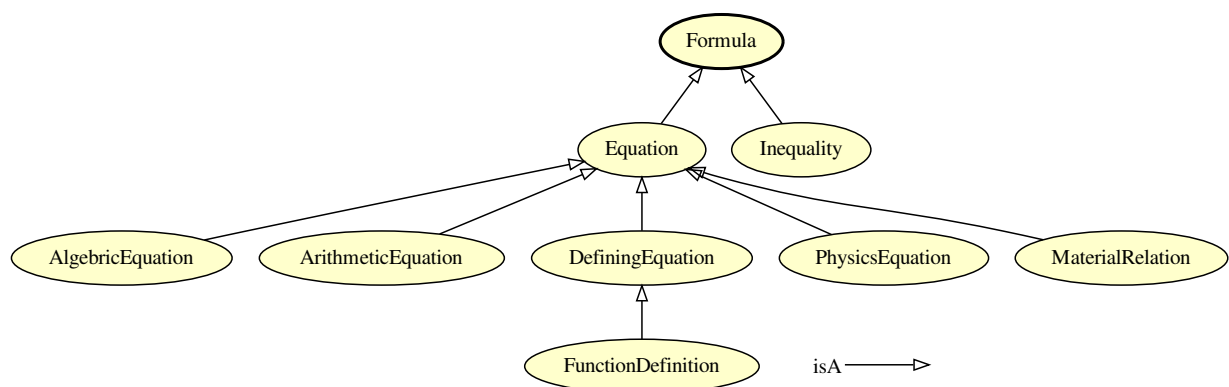 Formula
Equation
Inequality
AlgebricEquation
ArithmeticEquation
DefiningEquation
PhysicsEquation
MaterialRelation
FunctionDefinition
isA